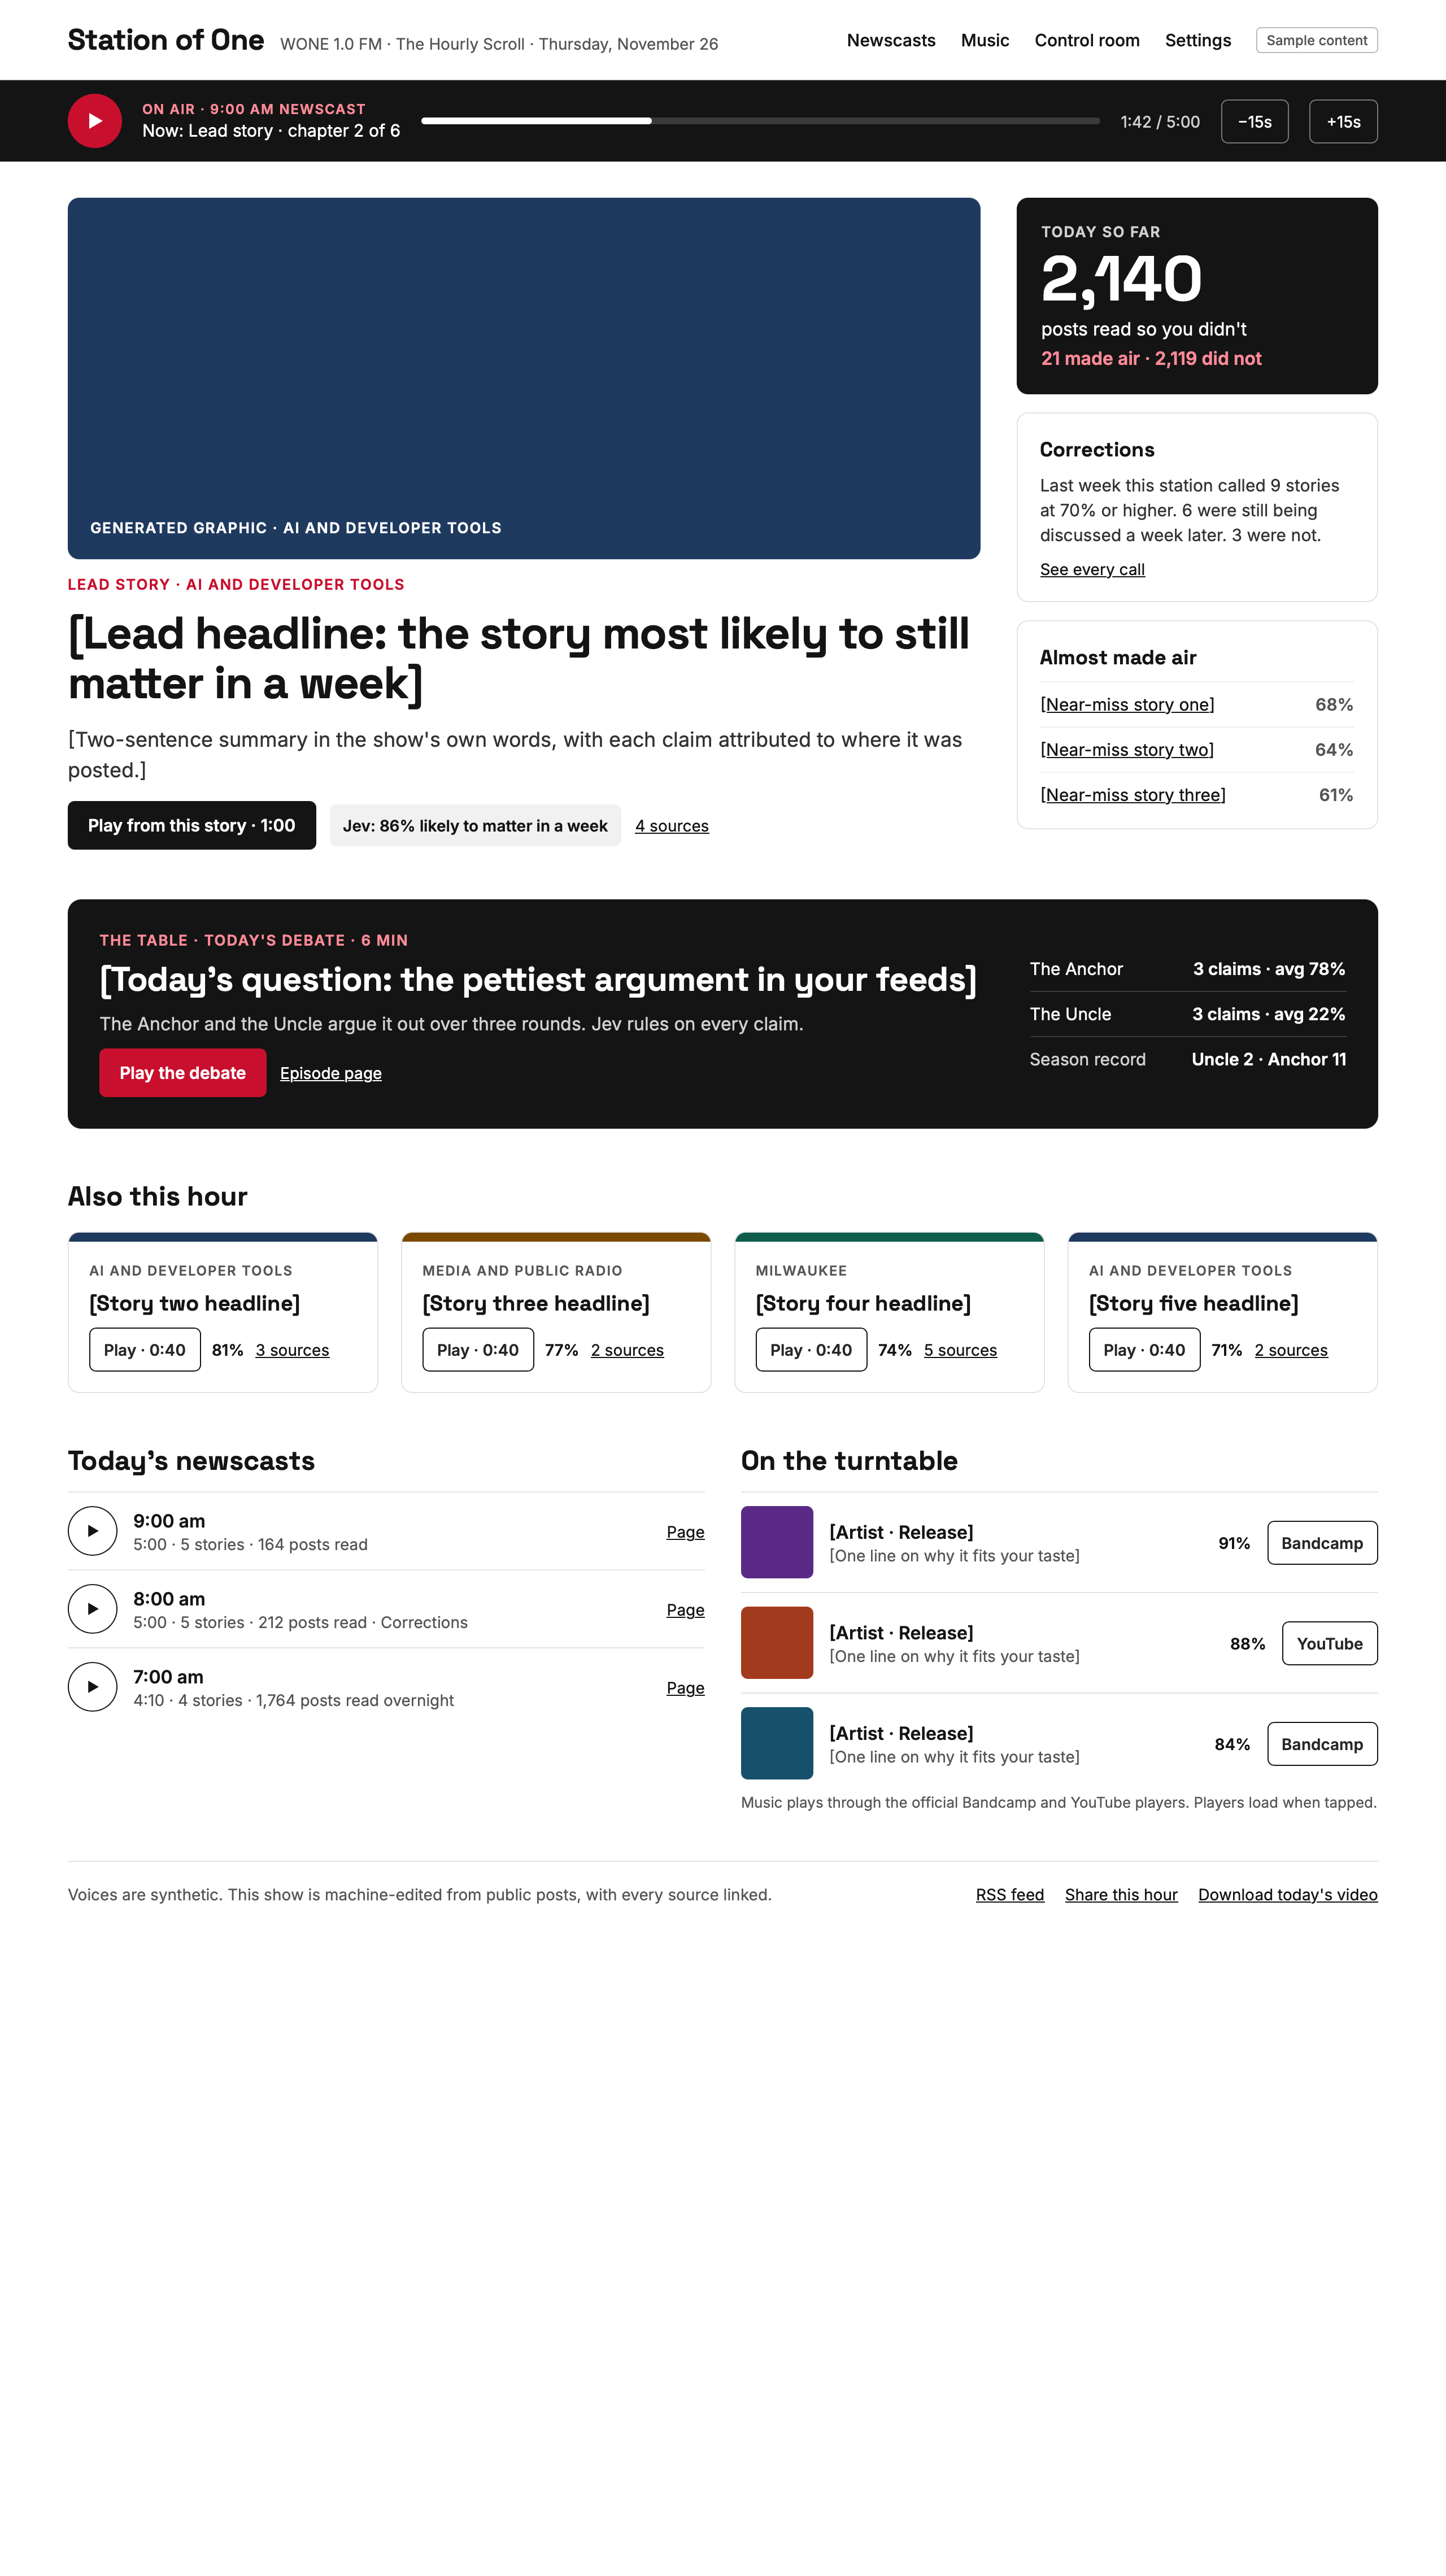 Station of One
WONE 1.0 FM · The Hourly Scroll · Thursday, November 26
Newscasts
Music
Control room
Settings
Sample content
ON AIR · 9:00 AM NEWSCAST
Now: Lead story · chapter 2 of 6
1:42 / 5:00
−15s
+15s
GENERATED GRAPHIC · AI AND DEVELOPER TOOLS
LEAD STORY · AI AND DEVELOPER TOOLS
[Lead headline: the story most likely to still
matter in a week]
[Two-sentence summary in the show's own words, with each claim attributed to where it was
posted.]
Play from this story · 1:00
Jev: 86% likely to matter in a week
4 sources
TODAY SO FAR
2,140
posts read so you didn't
21 made air · 2,119 did not
Corrections
Last week this station called 9 stories
at 70% or higher. 6 were still being
discussed a week later. 3 were not.
See every call
Almost made air
[Near-miss story one] 68%
[Near-miss story two] 64%
[Near-miss story three] 61%
THE TABLE · TODAY'S DEBATE · 6 MIN
[Today's question: the pettiest argument in your feeds]
The Anchor and the Uncle argue it out over three rounds. Jev rules on every claim.
Play the debate
Episode page
The Anchor 3 claims · avg 78%
The Uncle 3 claims · avg 22%
Season record Uncle 2 · Anchor 11
Also this hour
AI AND DEVELOPER TOOLS
[Story two headline]
Play · 0:40 81% 3 sources
MEDIA AND PUBLIC RADIO
[Story three headline]
Play · 0:40 77% 2 sources
MILWAUKEE
[Story four headline]
Play · 0:40 74% 5 sources
AI AND DEVELOPER TOOLS
[Story five headline]
Play · 0:40 71% 2 sources
Today's newscasts
9:00 am
5:00 · 5 stories · 164 posts read
Page
8:00 am
5:00 · 5 stories · 212 posts read · Corrections
Page
7:00 am
4:10 · 4 stories · 1,764 posts read overnight
Page
On the turntable
[Artist · Release]
[One line on why it fits your taste]
91% Bandcamp
[Artist · Release]
[One line on why it fits your taste]
88% YouTube
[Artist · Release]
[One line on why it fits your taste]
84% Bandcamp
Music plays through the official Bandcamp and YouTube players. Players load when tapped.
Voices are synthetic. This show is machine-edited from public posts, with every source linked.
RSS feed
Share this hour
Download today's video